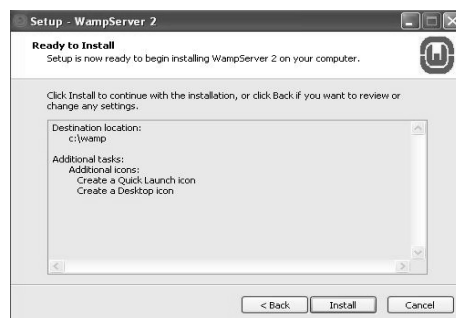 Setup - WampServer 2
Ready to Install
Setup is now ready to begin installing WampServer 2 on your computer.
Click Install to continue with the installation, or click Back if you want to review or
change any settings.
Destination location:
c:\wamp
Additional tasks:
Additional icons:
Create a Quick Launch icon
Create a Desktop icon
< Back
Install
Cancel